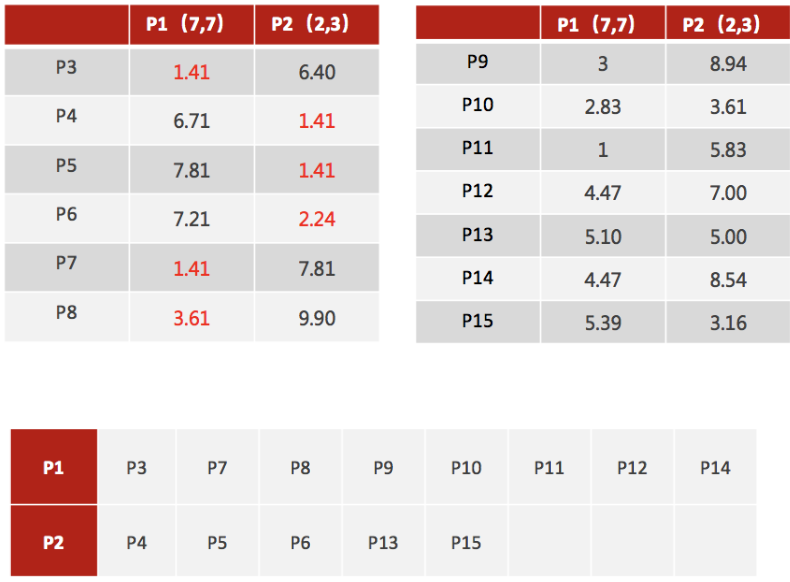 P1（7,7） P2（2,3）
P3 1.41 6.40
P4 6.71 1.41
P5 7.81 1.41
P6 7.21 2.24
P7 1.41 7.81
P8 3.61 9.90
P1（7,7） P2（2,3）
P9 3 8.94
P10 2.83 3.61
P11 1 5.83
P12 4.47 7.00
P13 5.10 5.00
P14 4.47 8.54
P15 5.39 3.16
P1 P3 P7 P8 P9 P10 P11 P12 P14
P2 P4 P5 P6 P13 P15